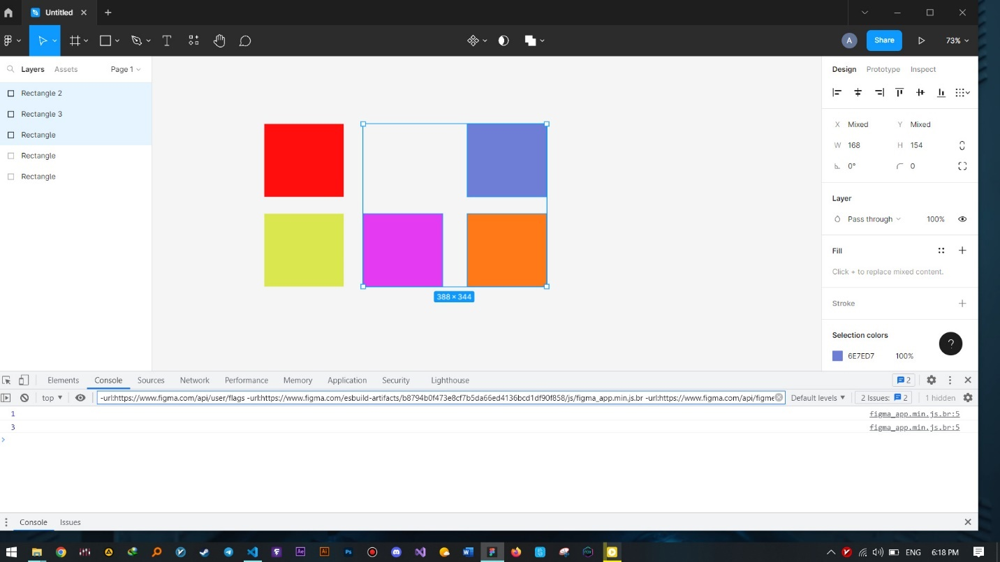 Untitled
A
Share
73%
Layers
Assets
Page 1
Rectangle 2
Rectangle 3
Rectangle
Rectangle
Rectangle
388 × 344
Design
Prototype
Inspect
X Mixed
Y Mixed
W 168
H 154
0°
0
Layer
Pass through
100%
Fill
Click + to replace mixed content.
Stroke
Selection colors
?
6E7ED7
100%
Elements
Console
Sources
Network
Performance
Memory
Application
Security
Lighthouse
2
top
-url:https://www.figma.com/api/user/flags -url:https://www.figma.com/esbuild-artifacts/b8794b0f473e8cf7b5da66ed4136bcd1df90f858/js/figma_app.min.js.br -url:https://www.figma.com/api/figme
Default levels
2 Issues: 2
1 hidden
1
figma_app.min.js.br:5
3
figma_app.min.js.br:5
Console
Issues
Ae
Ai
Ps
ENG
6:18 PM